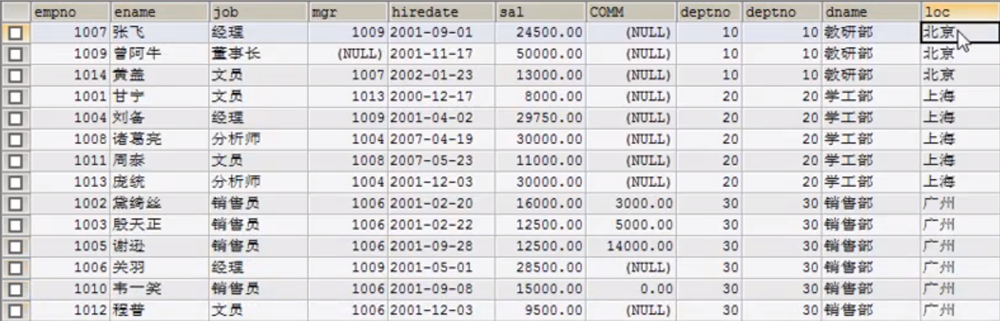 empno ename job mgr hiredate sal COMM deptno deptno dname loc
1007 张飞 经理 1009 2001-09-01 24500.00 (NULL) 10 10 教研部 北京
1009 曾阿牛 董事长 (NULL) 2001-11-17 50000.00 (NULL) 10 10 教研部 北京
1014 黄盖 文员 1007 2002-01-23 13000.00 (NULL) 10 10 教研部 北京
1001 甘宁 文员 1013 2000-12-17 8000.00 (NULL) 20 20 学工部 上海
1004 刘备 经理 1009 2001-04-02 29750.00 (NULL) 20 20 学工部 上海
1008 诸葛亮 分析师 1004 2007-04-19 30000.00 (NULL) 20 20 学工部 上海
1011 周泰 文员 1008 2007-05-23 11000.00 (NULL) 20 20 学工部 上海
1013 庞统 分析师 1004 2001-12-03 30000.00 (NULL) 20 20 学工部 上海
1002 黛绮丝 销售员 1006 2001-02-20 16000.00 3000.00 30 30 销售部 广州
1003 殷天正 销售员 1006 2001-02-22 12500.00 5000.00 30 30 销售部 广州
1005 谢逊 销售员 1006 2001-09-28 12500.00 14000.00 30 30 销售部 广州
1006 关羽 经理 1009 2001-05-01 28500.00 (NULL) 30 30 销售部 广州
1010 韦一笑 销售员 1006 2001-09-08 15000.00 0.00 30 30 销售部 广州
1012 程普 文员 1006 2001-12-03 9500.00 (NULL) 30 30 销售部 广州